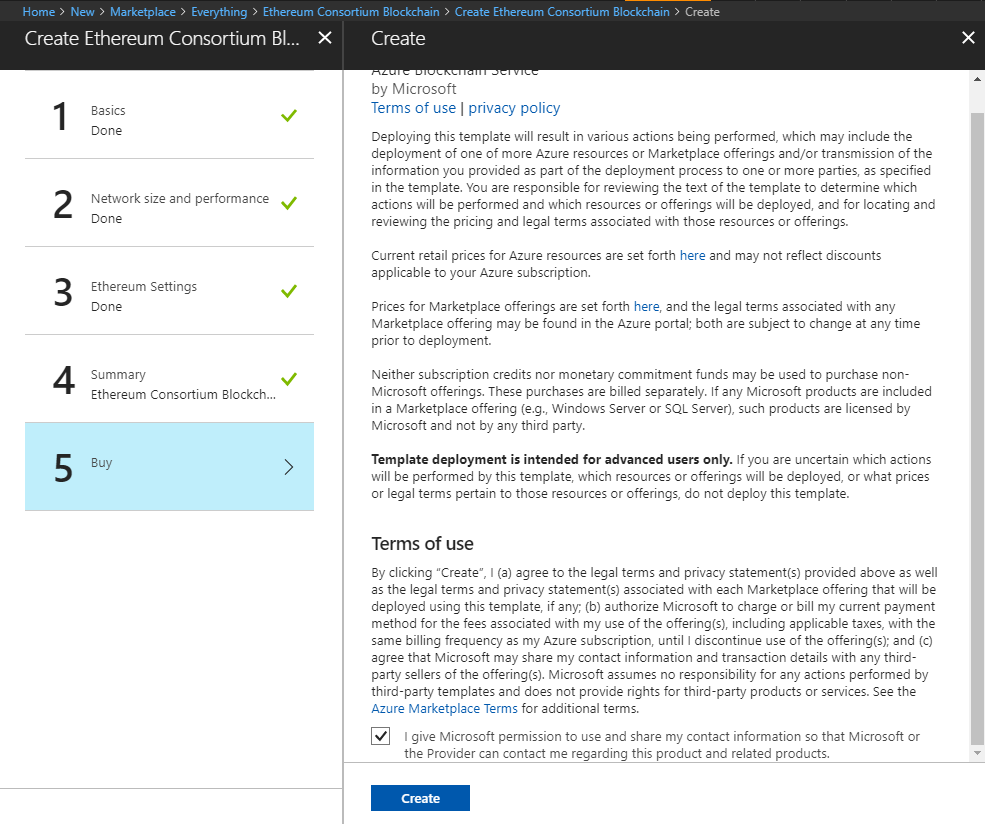 Home > New > Marketplace > Everything > Ethereum Consortium Blockchain > Create Ethereum Consortium Blockchain > Create
Create Ethereum Consortium Bl...
1
Basics
Done
2
Network size and performance
Done
3
Ethereum Settings
Done
4
Summary
Ethereum Consortium Blockch...
5
Buy
Create
Azure Blockchain Service
by Microsoft
Terms of use | privacy policy
Deploying this template will result in various actions being performed, which may include the
deployment of one of more Azure resources or Marketplace offerings and/or transmission of the
information you provided as part of the deployment process to one or more parties, as specified
in the template. You are responsible for reviewing the text of the template to determine which
actions will be performed and which resources or offerings will be deployed, and for locating and
reviewing the pricing and legal terms associated with those resources or offerings.
Current retail prices for Azure resources are set forth here and may not reflect discounts
applicable to your Azure subscription.
Prices for Marketplace offerings are set forth here, and the legal terms associated with any
Marketplace offering may be found in the Azure portal; both are subject to change at any time
prior to deployment.
Neither subscription credits nor monetary commitment funds may be used to purchase non-
Microsoft offerings. These purchases are billed separately. If any Microsoft products are included
in a Marketplace offering (e.g., Windows Server or SQL Server), such products are licensed by
Microsoft and not by any third party.
Template deployment is intended for advanced users only. If you are uncertain which actions
will be performed by this template, which resources or offerings will be deployed, or what prices
or legal terms pertain to those resources or offerings, do not deploy this template.
Terms of use
By clicking “Create”, I (a) agree to the legal terms and privacy statement(s) provided above as well
as the legal terms and privacy statement(s) associated with each Marketplace offering that will be
deployed using this template, if any; (b) authorize Microsoft to charge or bill my current payment
method for the fees associated with my use of the offering(s), including applicable taxes, with the
same billing frequency as my Azure subscription, until I discontinue use of the offering(s); and (c)
agree that Microsoft may share my contact information and transaction details with any third-
party sellers of the offering(s). Microsoft assumes no responsibility for any actions performed by
third-party templates and does not provide rights for third-party products or services. See the
Azure Marketplace Terms for additional terms.
I give Microsoft permission to use and share my contact information so that Microsoft or
the Provider can contact me regarding this product and related products.
Create